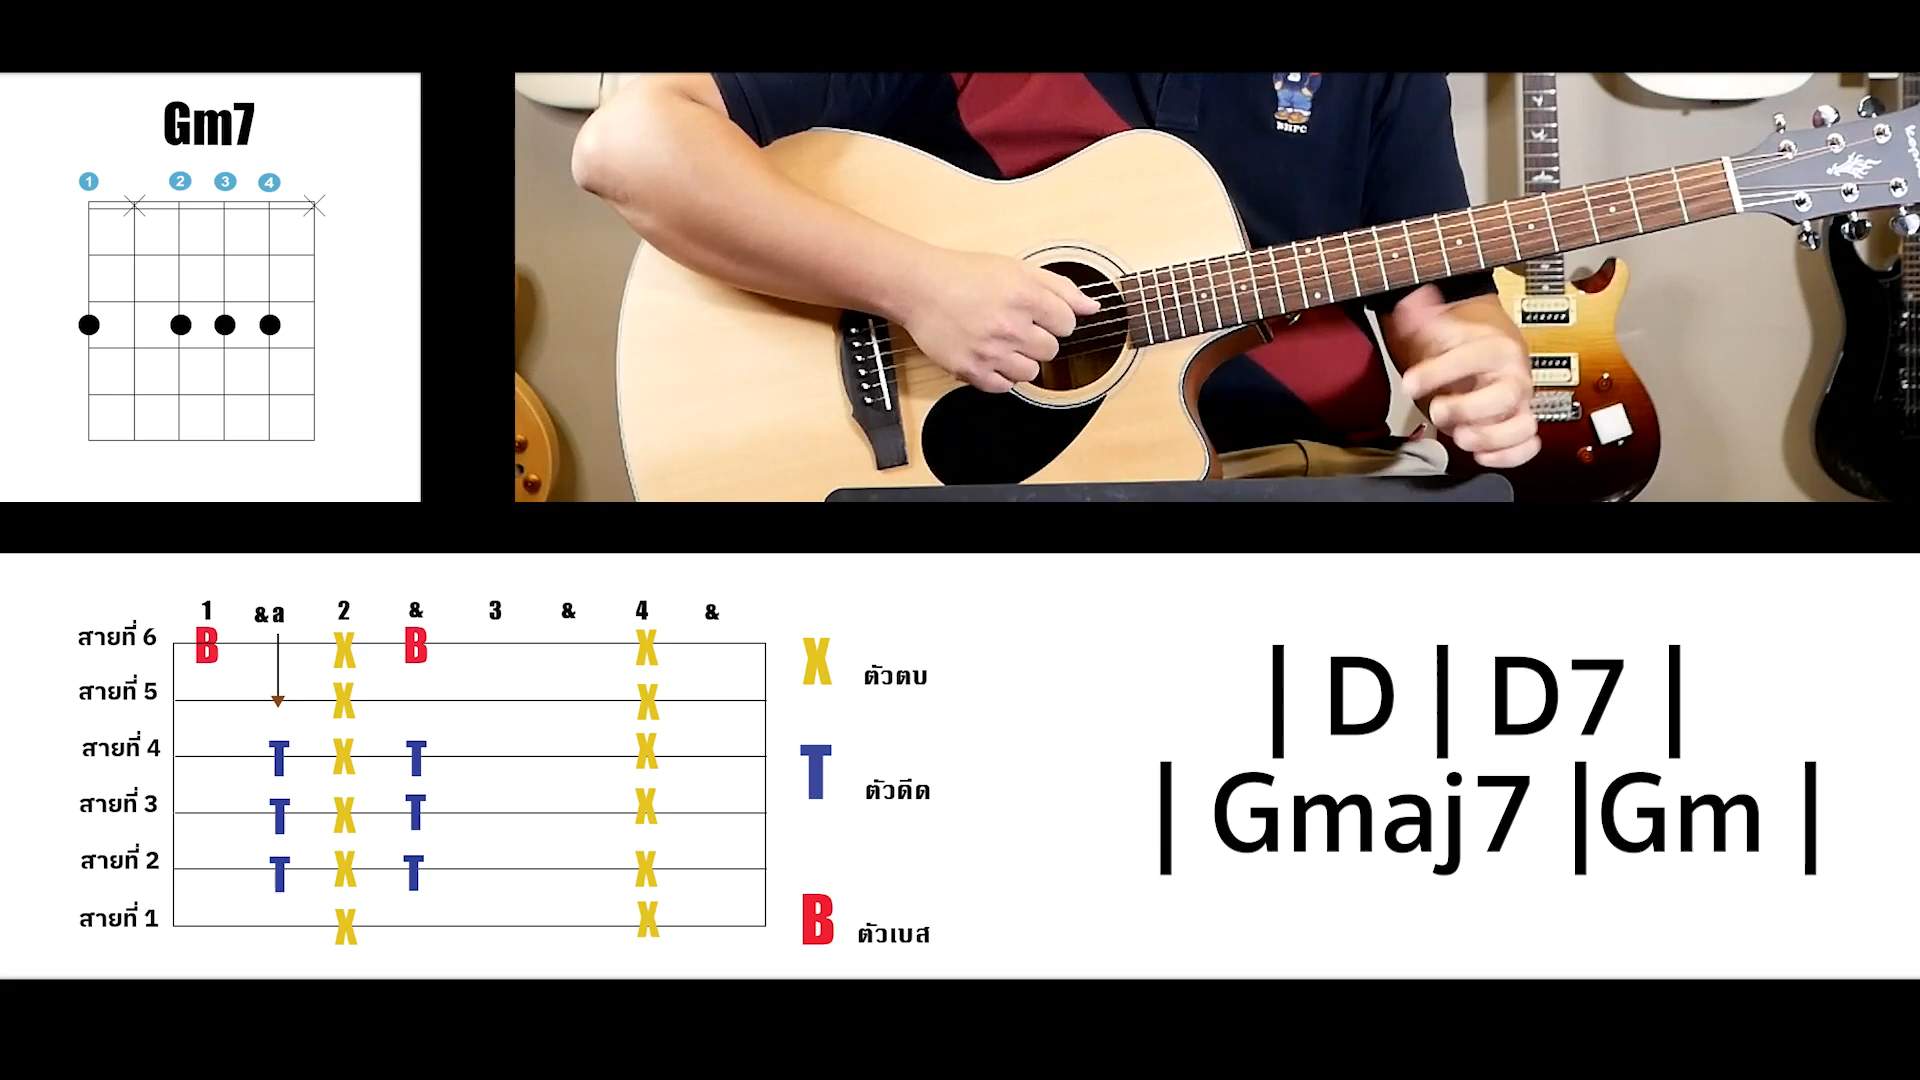 Gm7
1 2 3 4
BHPC
1 & a 2 & 3 & 4 &
สายที่ 6 B X B X
สายที่ 5 X X
สายที่ 4 T X T X
สายที่ 3 T X T X
สายที่ 2 T X T X
สายที่ 1 X X
X ตัวตบ
T ตัวดีด
B ตัวเบส
| D | D7 |
| Gmaj7 |Gm |